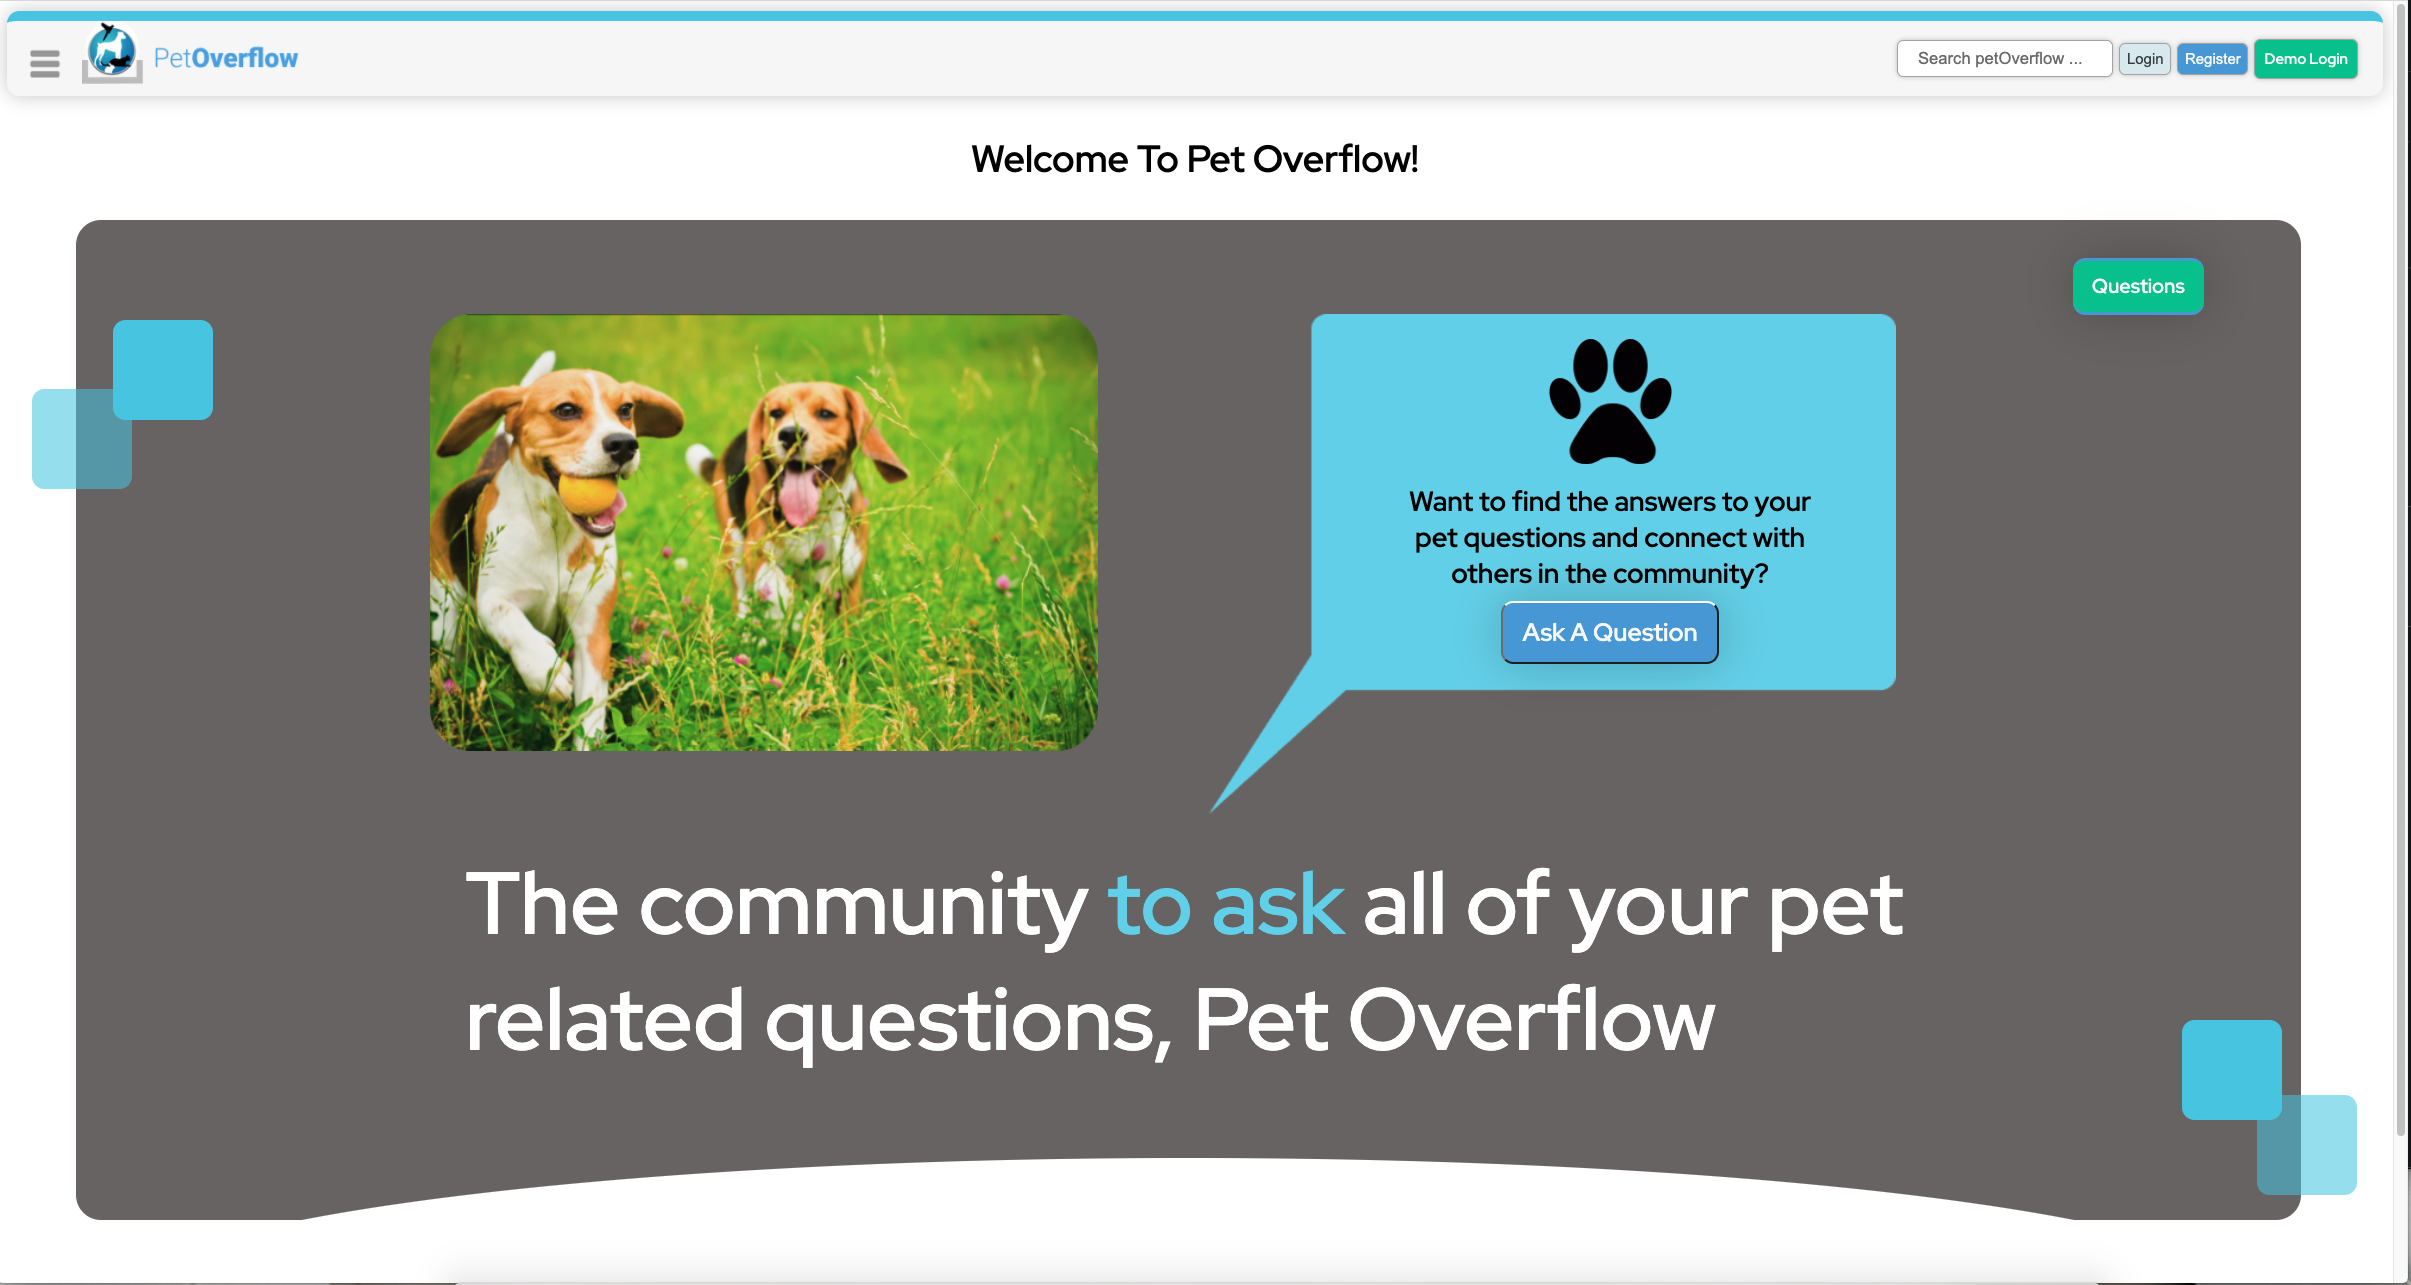 PetOverflow
Search petOverflow ...
Login
Register
Demo Login
Welcome To Pet Overflow!
Questions
Want to find the answers to your
pet questions and connect with
others in the community?
Ask A Question
The community to ask all of your pet
related questions, Pet Overflow